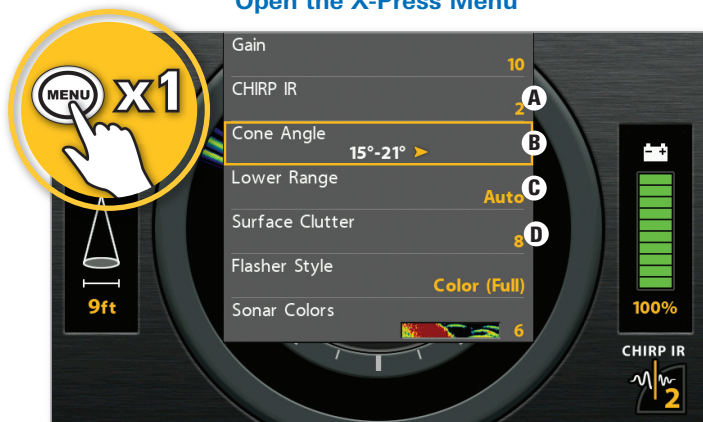 Open the X-Press Menu
MENU x1
Gain
10
CHIRP IR
2
A
Cone Angle
15°-21°
B
Lower Range
Auto
C
Surface Clutter
8
D
Flasher Style
Color (Full)
Sonar Colors
6
9ft
- +
100%
CHIRP IR
2